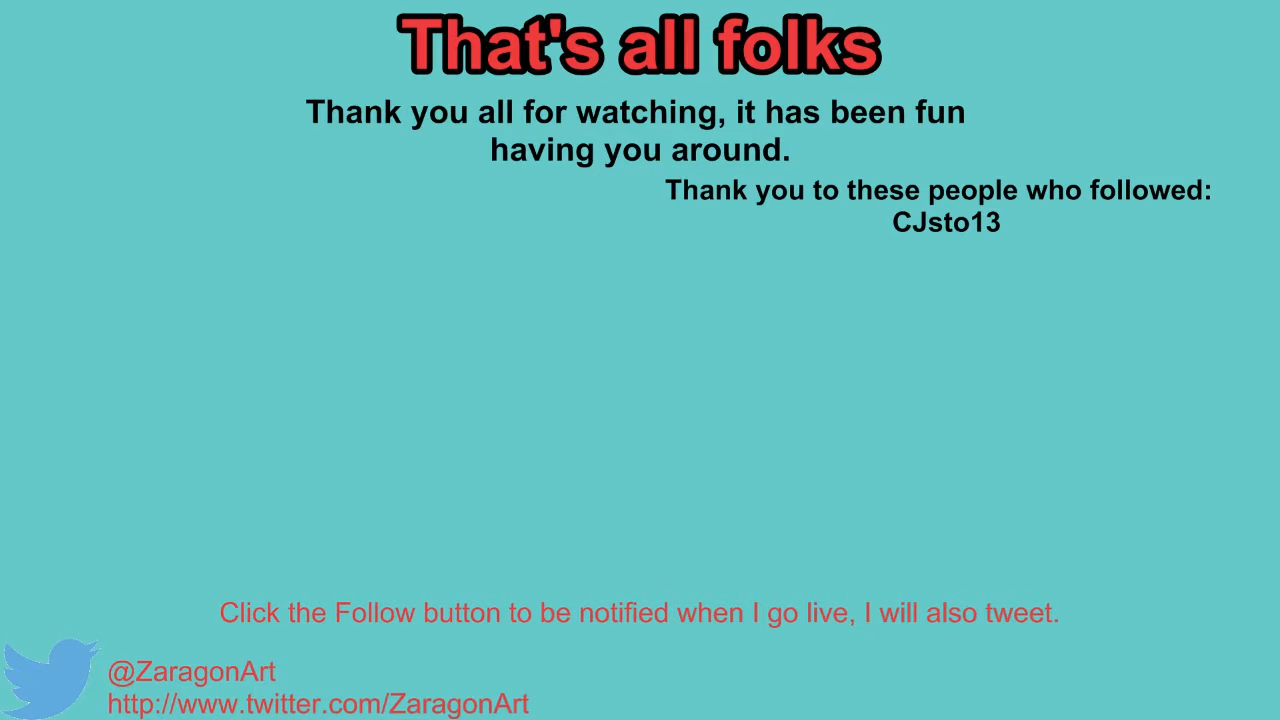 That's all folks
Thank you all for watching, it has been fun
having you around.
Thank you to these people who followed:
CJsto13
Click the Follow button to be notified when I go live, I will also tweet.
@ZaragonArt
http://www.twitter.com/ZaragonArt